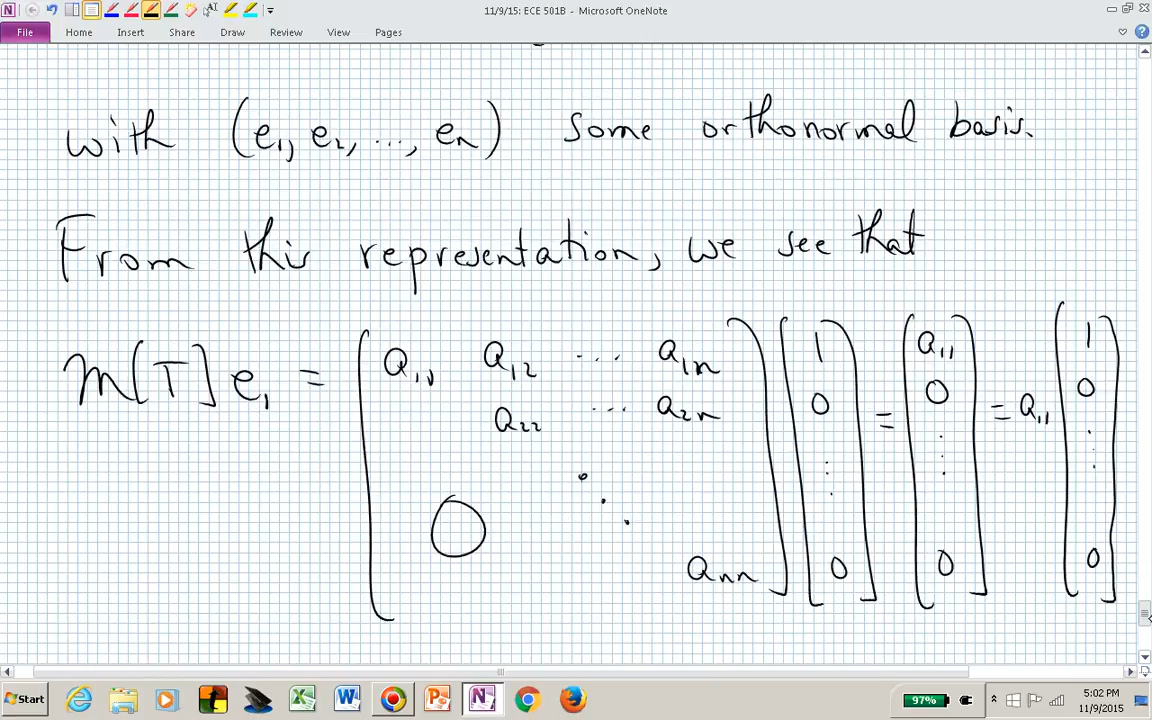 11/9/15: ECE 501B - Microsoft OneNote
File Home Insert Share Draw Review View Pages
with (e₁, e₂, ..., eₙ) some orthonormal basis.
From this representation, we see that
M[T] e₁ = [a₁₁ a₁₂ ... a₁ₙ; a₂₂ ... a₂ₙ; 0 ⋱; aₙₙ] [1; 0; ⋮; 0] = [a₁₁; 0; ⋮; 0] = a₁₁ [1; 0; ⋮; 0]
Start 97% 5:02 PM
11/9/2015